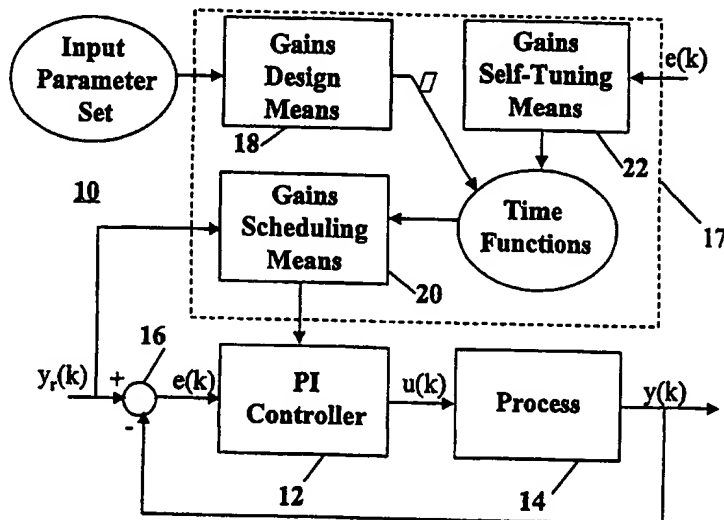 Input
Parameter
Set
Gains
Design
Means
18
Gains
Self-Tuning
Means
22
e(k)
10
Gains
Scheduling
Means
20
Time
Functions
17
16
y_r(k)
+
-
e(k)
PI
Controller
12
u(k)
Process
14
y(k)